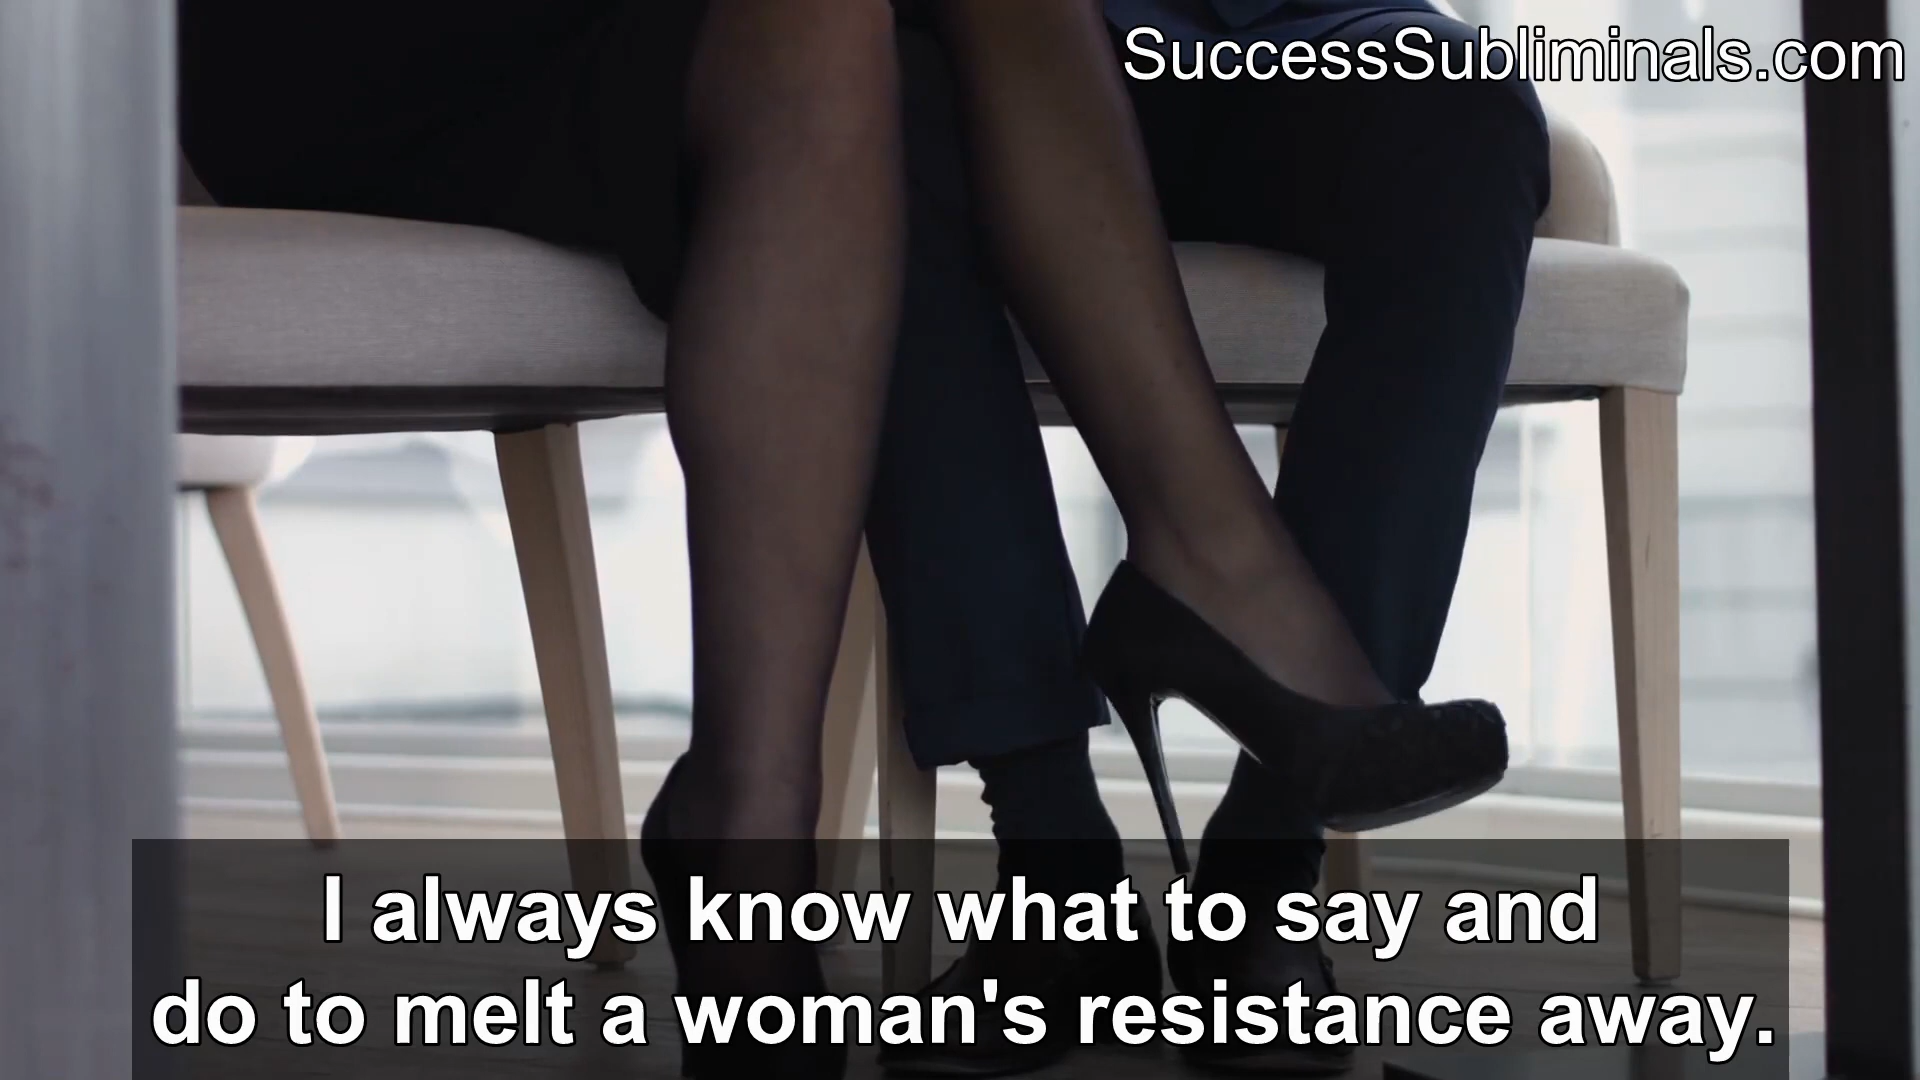 SuccessSubliminals.com
I always know what to say and
do to melt a woman's resistance away.